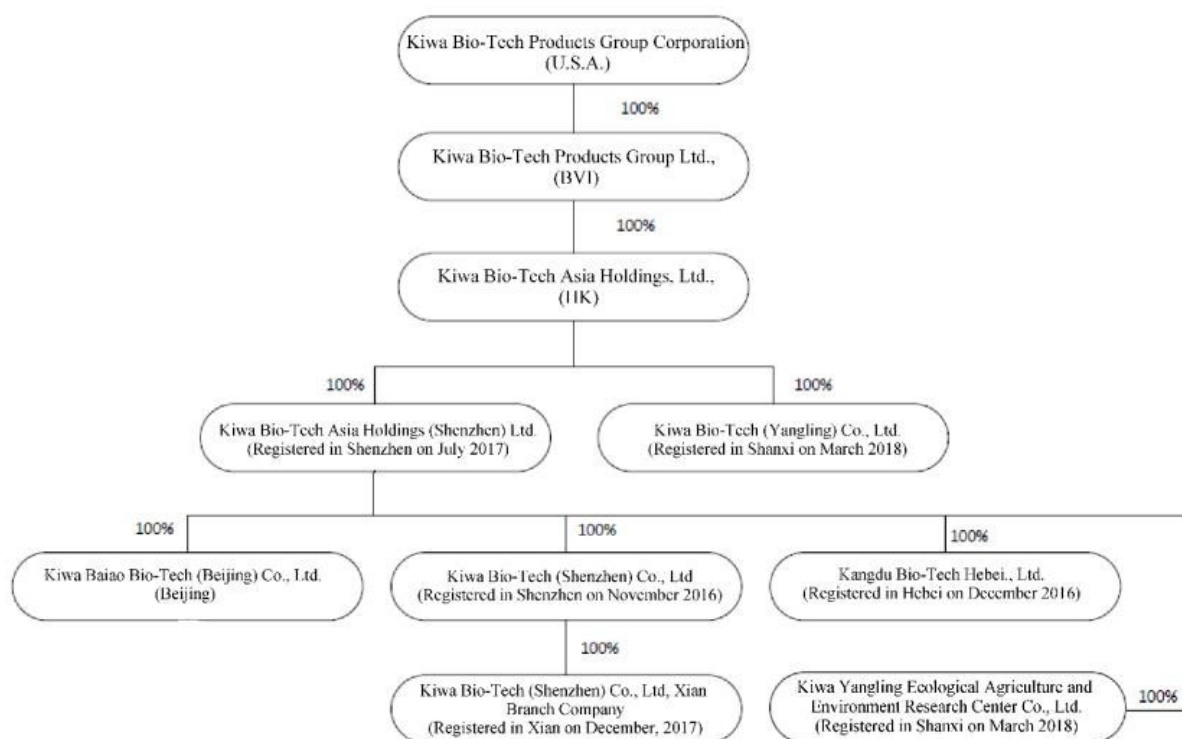 Kiwa Bio-Tech Products Group Corporation
(U.S.A.)
100%
Kiwa Bio-Tech Products Group Ltd.,
(BVI)
100%
Kiwa Bio-Tech Asia Holdings, Ltd.,
(HK)
100%
100%
Kiwa Bio-Tech Asia Holdings (Shenzhen) Ltd.
(Registered in Shenzhen on July 2017)
Kiwa Bio-Tech (Yangling) Co., Ltd.
(Registered in Shanxi on March 2018)
100%
100%
100%
Kiwa Baiao Bio-Tech (Beijing) Co., Ltd.
(Beijing)
Kiwa Bio-Tech (Shenzhen) Co., Ltd
(Registered in Shenzhen on November 2016)
Kangdu Bio-Tech Hebei., Ltd.
(Registered in Hebei on December 2016)
100%
Kiwa Bio-Tech (Shenzhen) Co., Ltd, Xian
Branch Company
(Registered in Xian on December, 2017)
Kiwa Yangling Ecological Agriculture and
Environment Research Center Co., Ltd.
(Registered in Shanxi on March 2018)
100%